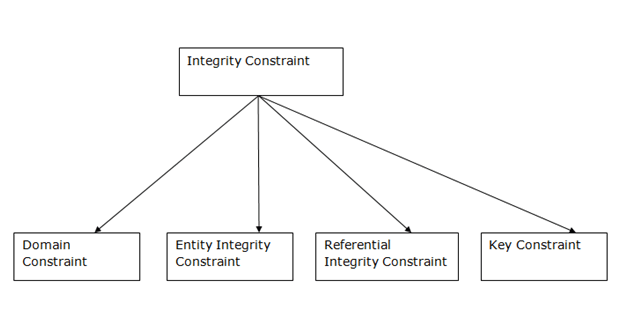 Integrity Constraint
Domain
Constraint
Entity Integrity
Constraint
Referential
Integrity Constraint
Key Constraint